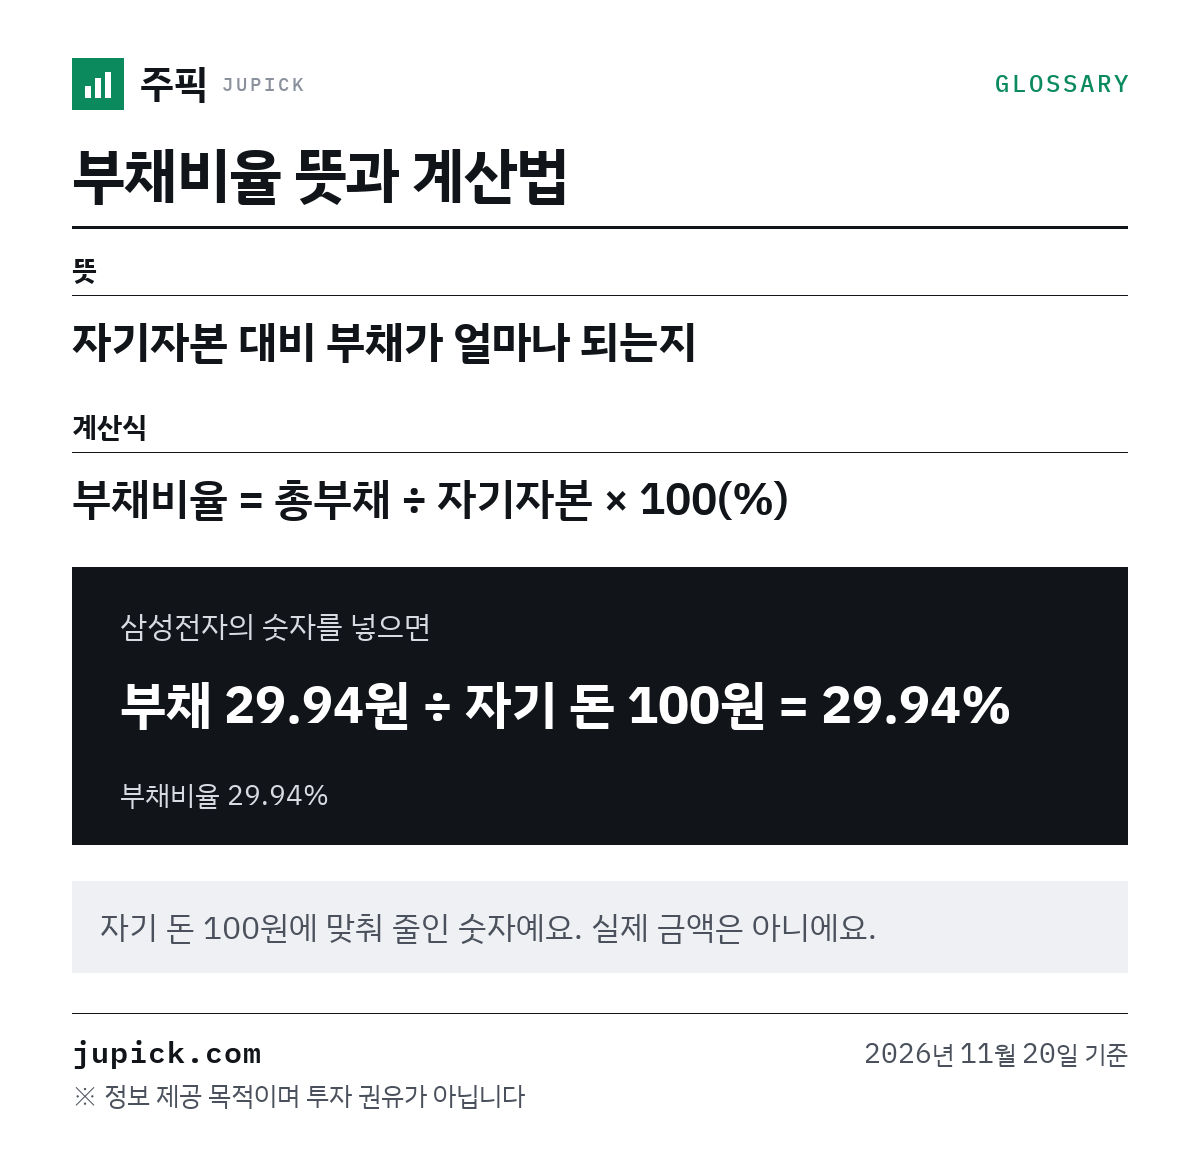 주픽 JUPICK
GLOSSARY
부채비율 뜻과 계산법
뜻
자기자본 대비 부채가 얼마나 되는지
계산식
부채비율 = 총부채 ÷ 자기자본 × 100(%)
삼성전자의 숫자를 넣으면
부채 29.94원 ÷ 자기 돈 100원 = 29.94%
부채비율 29.94%
자기 돈 100원에 맞춰 줄인 숫자예요. 실제 금액은 아니에요.
jupick.com
2026년 11월 20일 기준
※ 정보 제공 목적이며 투자 권유가 아닙니다